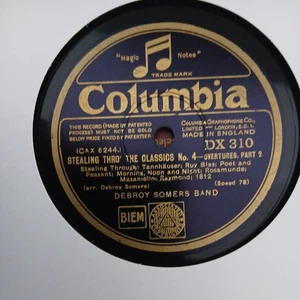 "Magic Notes"
TRADE MARK
Columbia
THIS RECORD (MADE BY PATENTED
PROCESS) MUST NOT BE SOLD
BELOW PRICE FIXED BY PATENTEES
COLUMBIA GRAPHOPHONE CO.,
LIMITED — LONDON, E.C.1.
MADE IN ENGLAND
(CAX 6244.)
DX 310
STEALING THRO' THE CLASSICS No. 4—OVERTURES. PART 2
Stealing Through: Tannhäuser; Ruy Blas; Poet and
Peasant; Morning, Noon and Night; Rosamunde;
Masaniello; Raymond; 1812
(arr. Debroy Somers) (Speed 78)
DEBROY SOMERS BAND
BIEM